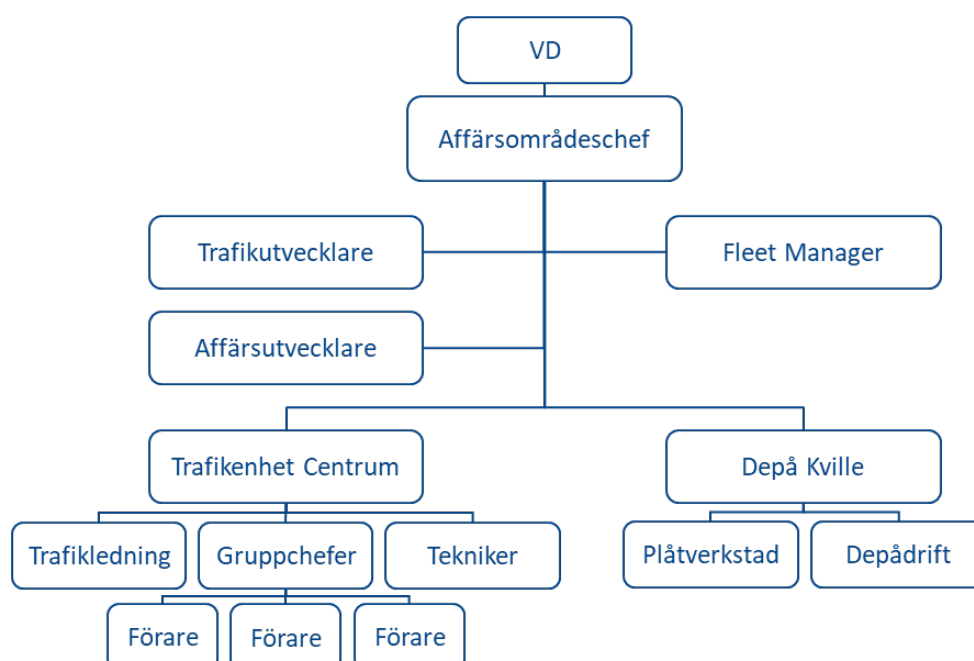 VD
Affärsområdeschef
Trafikutvecklare
Fleet Manager
Affärsutvecklare
Trafikenhet Centrum
Depå Kville
Trafikledning
Gruppchefer
Tekniker
Plåtverkstad
Depådrift
Förare
Förare
Förare